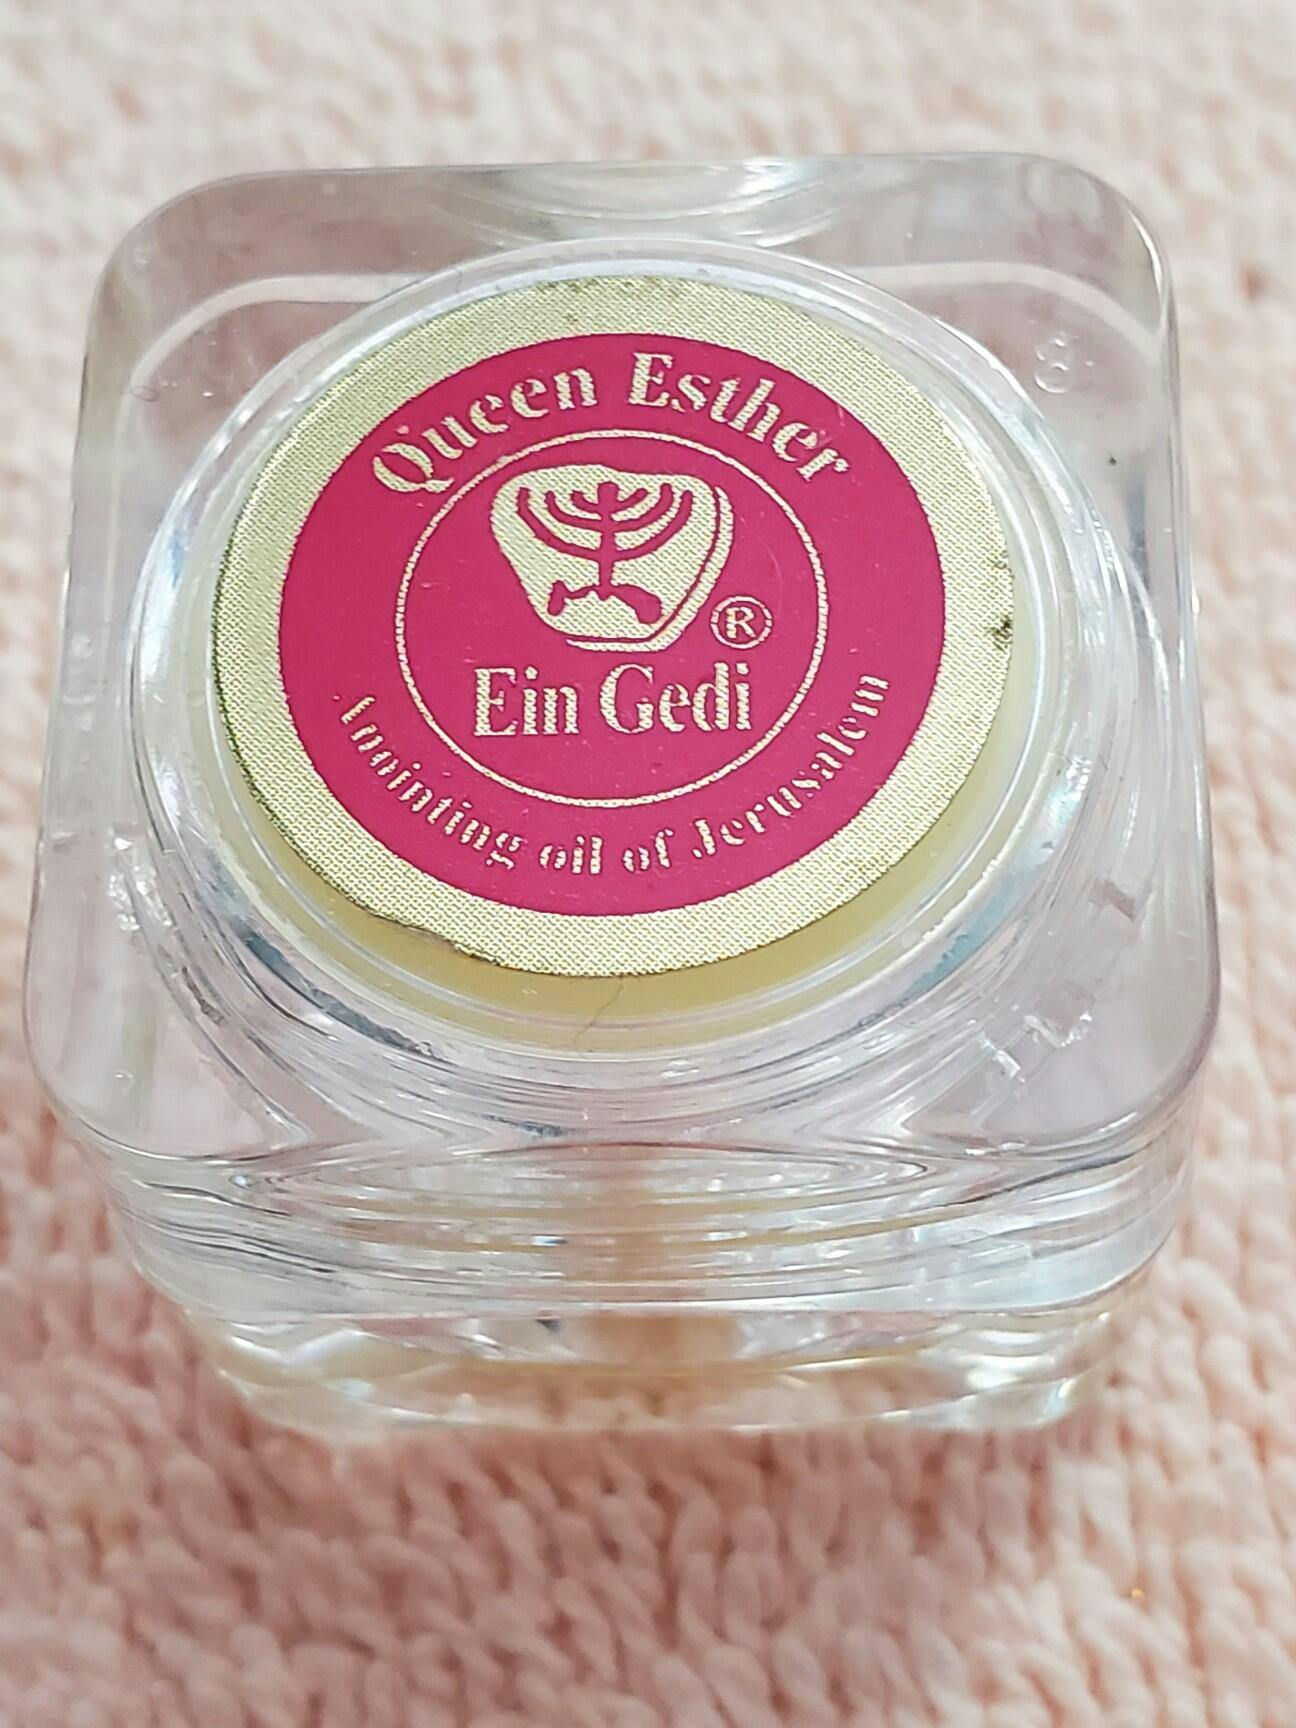 Queen Esther
®
Ein Gedi
Anointing oil of Jerusalem